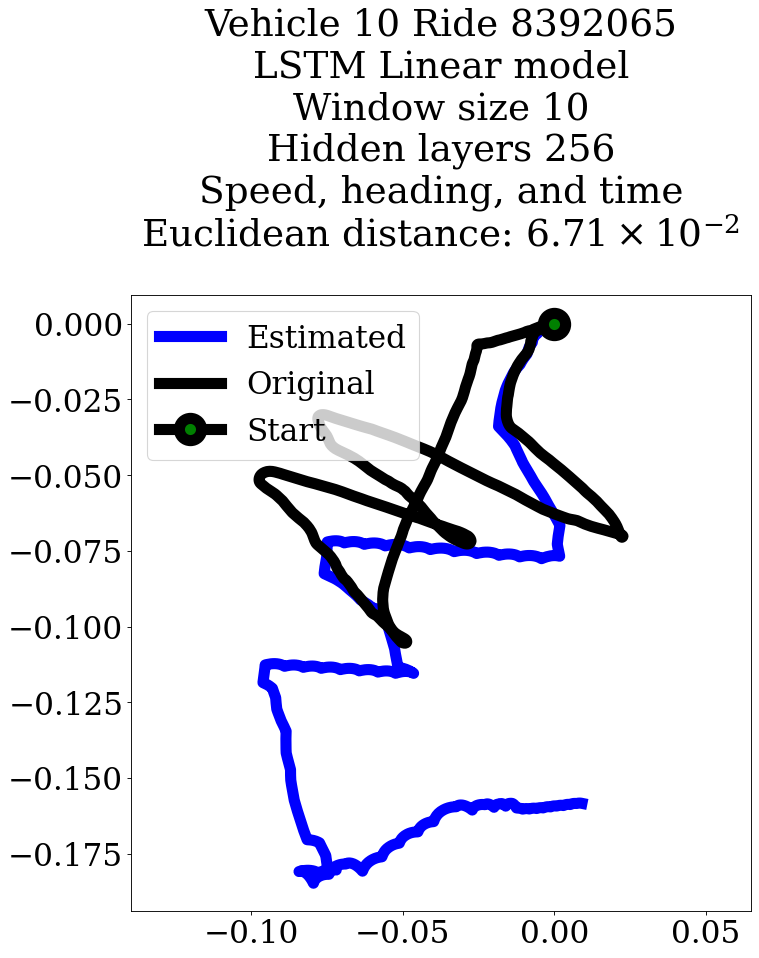 Vehicle 10 Ride 8392065
LSTM Linear model
Window size 10
Hidden layers 256
Speed, heading, and time
Euclidean distance: 6.71 × 10⁻²
Estimated
Original
Start
0.000
−0.025
−0.050
−0.075
−0.100
−0.125
−0.150
−0.175
−0.10 −0.05 0.00 0.05